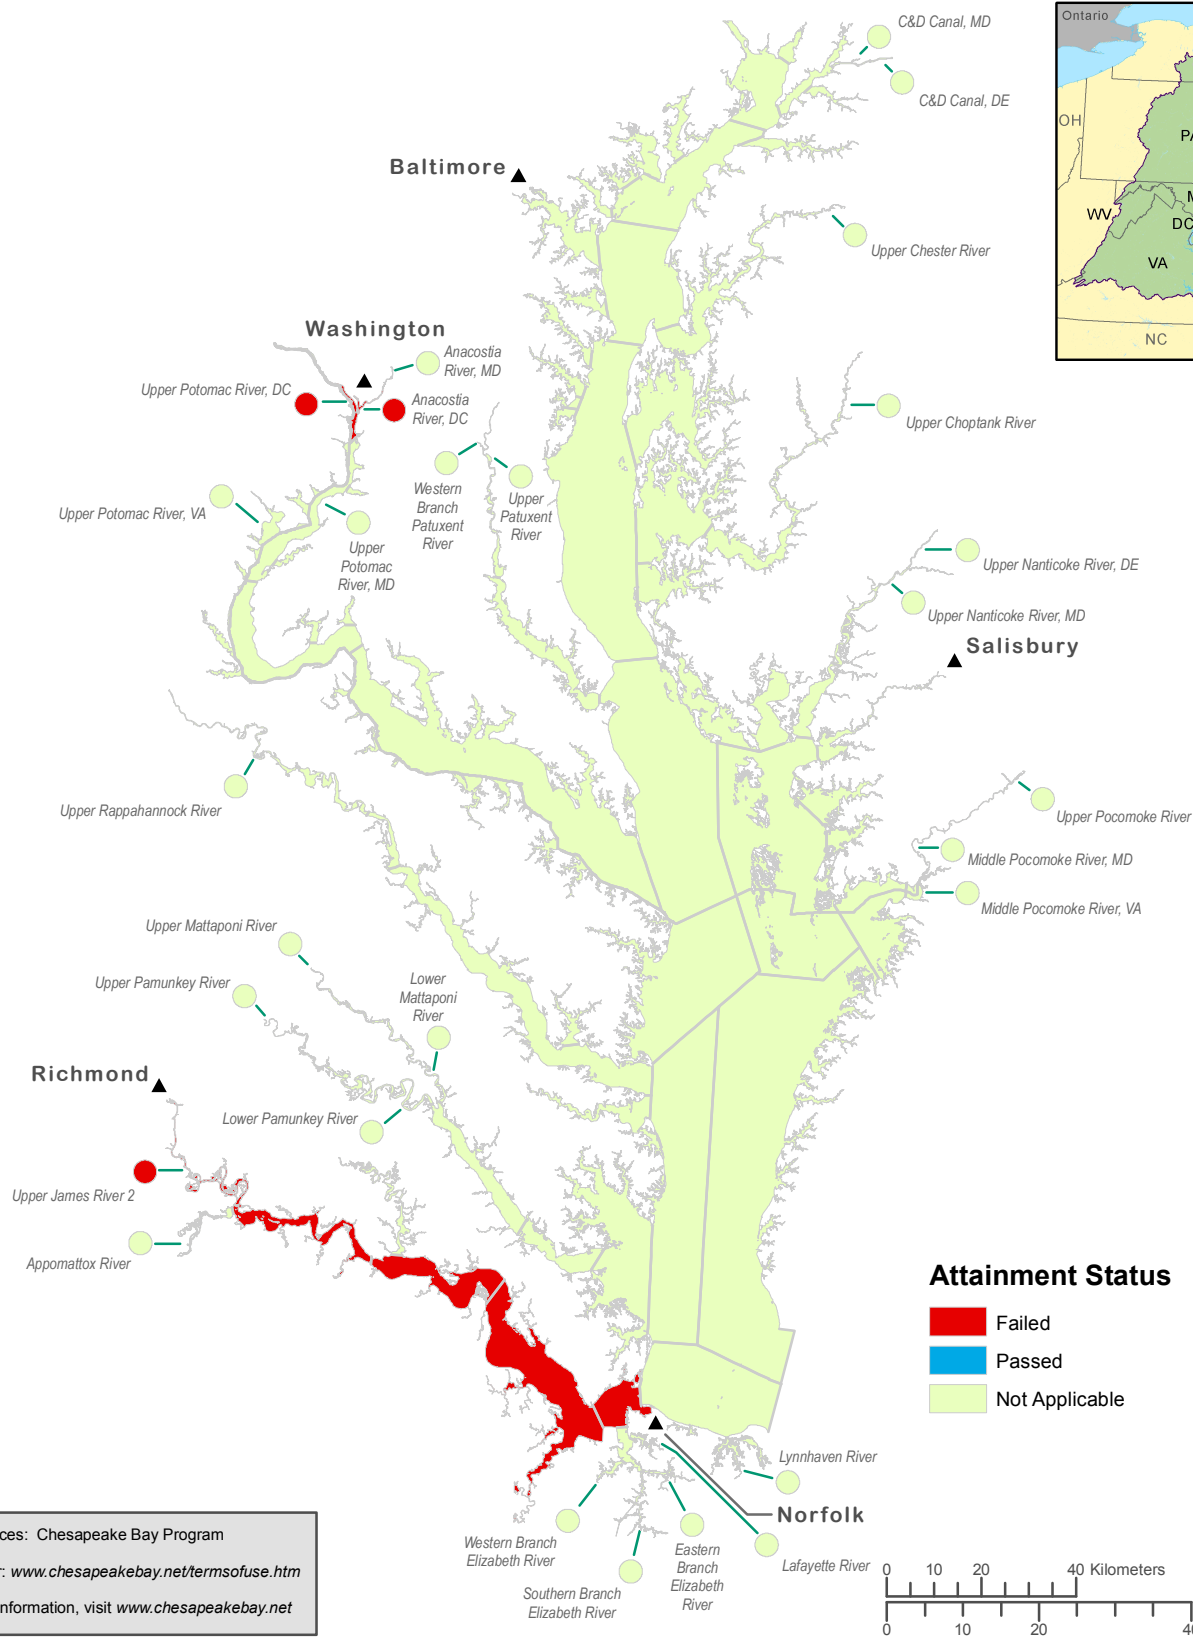 C&D Canal, MD
Ontario
C&D Canal, DE
OH
PA
Baltimore
WV
DC
VA
Upper Chester River
NC
Washington
Anacostia
River, MD
Upper Potomac River, DC
Anacostia
River, DC
Upper Choptank River
Western
Branch
Patuxent
River
Upper
Patuxent
River
Upper Potomac River, VA
Upper
Potomac
River, MD
Upper Nanticoke River, DE
Upper Nanticoke River, MD
Salisbury
Upper Rappahannock River
Upper Pocomoke River
Middle Pocomoke River, MD
Middle Pocomoke River, VA
Upper Mattaponi River
Upper Pamunkey River
Lower
Mattaponi
River
Richmond
Lower Pamunkey River
Upper James River 2
Appomattox River
Attainment Status
Failed
Passed
Not Applicable
Lynnhaven River
Norfolk
Western Branch
Elizabeth River
Southern Branch
Elizabeth River
Eastern
Branch
Elizabeth
River
Lafayette River
ces: Chesapeake Bay Program
r: www.chesapeakebay.net/termsofuse.htm
nformation, visit www.chesapeakebay.net
0 10 20 40 Kilometers
0 10 20 40